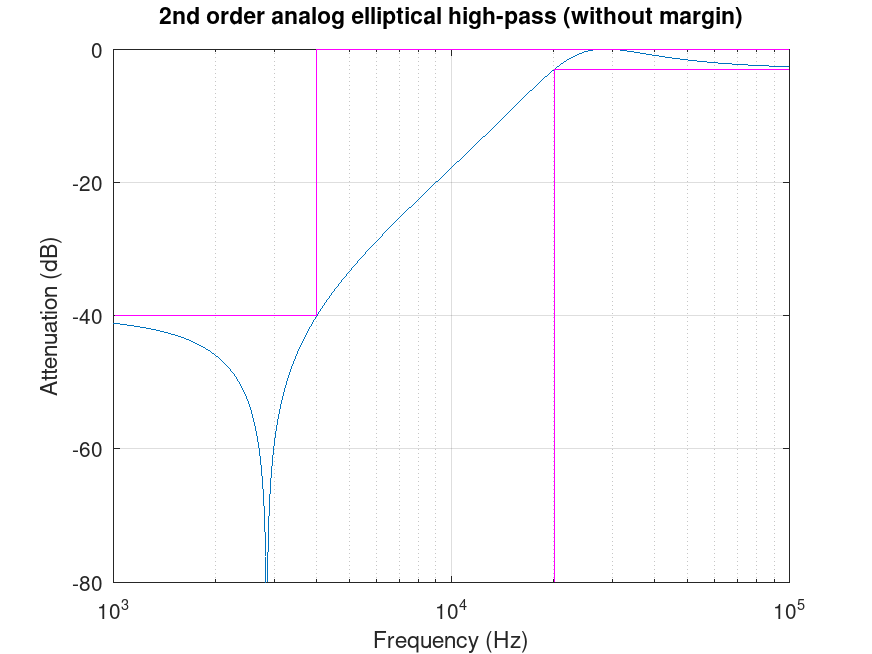 2nd order analog elliptical high-pass (without margin)
0
-20
-40
-60
-80
Attenuation (dB)
10³ 10⁴ 10⁵
Frequency (Hz)